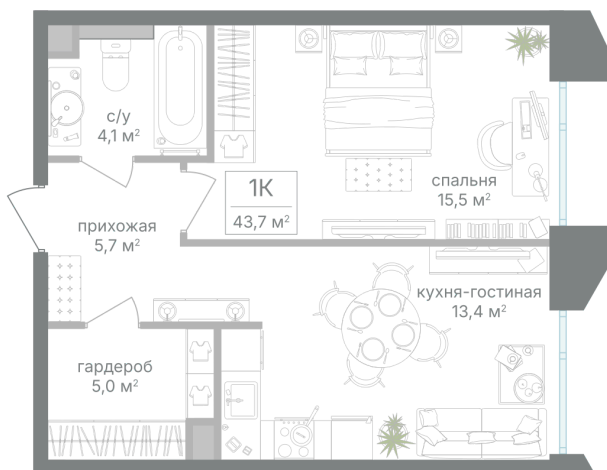 с/у
4,1 м²
1К
43,7 м²
спальня
15,5 м²
прихожая
5,7 м²
кухня-гостиная
13,4 м²
гардероб
5,0 м²